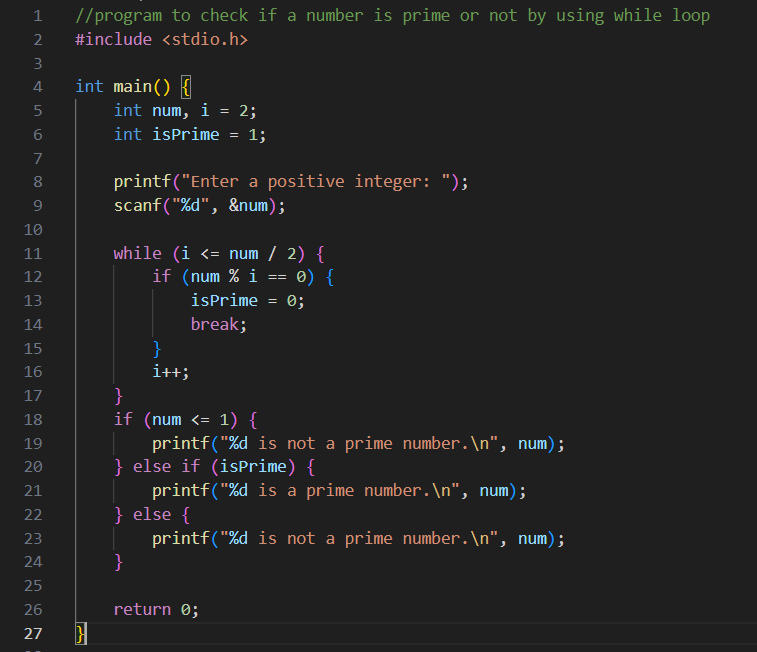 1 //program to check if a number is prime or not by using while loop
2 #include <stdio.h>
3
4 int main() {
5     int num, i = 2;
6     int isPrime = 1;
7
8     printf("Enter a positive integer: ");
9     scanf("%d", &num);
10
11     while (i <= num / 2) {
12         if (num % i == 0) {
13             isPrime = 0;
14             break;
15         }
16         i++;
17     }
18     if (num <= 1) {
19         printf("%d is not a prime number.\n", num);
20     } else if (isPrime) {
21         printf("%d is a prime number.\n", num);
22     } else {
23         printf("%d is not a prime number.\n", num);
24     }
25
26     return 0;
27 }